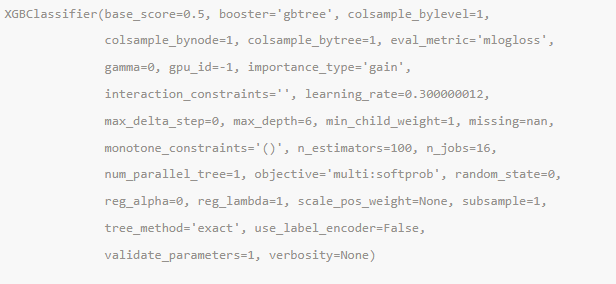 XGBClassifier(base_score=0.5, booster='gbtree', colsample_bylevel=1,
colsample_bynode=1, colsample_bytree=1, eval_metric='mlogloss',
gamma=0, gpu_id=-1, importance_type='gain',
interaction_constraints='', learning_rate=0.300000012,
max_delta_step=0, max_depth=6, min_child_weight=1, missing=nan,
monotone_constraints='()', n_estimators=100, n_jobs=16,
num_parallel_tree=1, objective='multi:softprob', random_state=0,
reg_alpha=0, reg_lambda=1, scale_pos_weight=None, subsample=1,
tree_method='exact', use_label_encoder=False,
validate_parameters=1, verbosity=None)